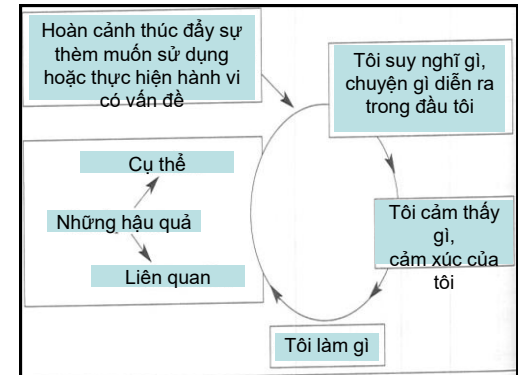 Hoàn cảnh thúc đẩy sự
thèm muốn sử dụng
hoặc thực hiện hành vi
có vấn đề
Tôi suy nghĩ gì,
chuyện gì diễn ra
trong đầu tôi
Tôi cảm thấy
gì,
cảm xúc của
tôi
Tôi làm gì
Cụ thể
Những hậu quả
Liên quan